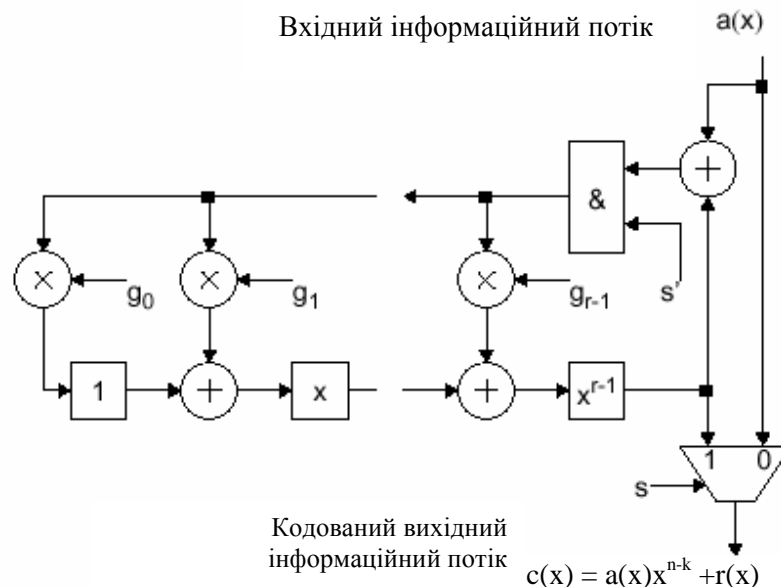 Вхідний інформаційний потік
a(x)
+
&
× g₀
× g₁
× gᵣ₋₁
s'
1
+
x
+
xʳ⁻¹
1 0
s
Кодований вихідний
інформаційний потік
c(x) = a(x)xⁿ⁻ᵏ +r(x)